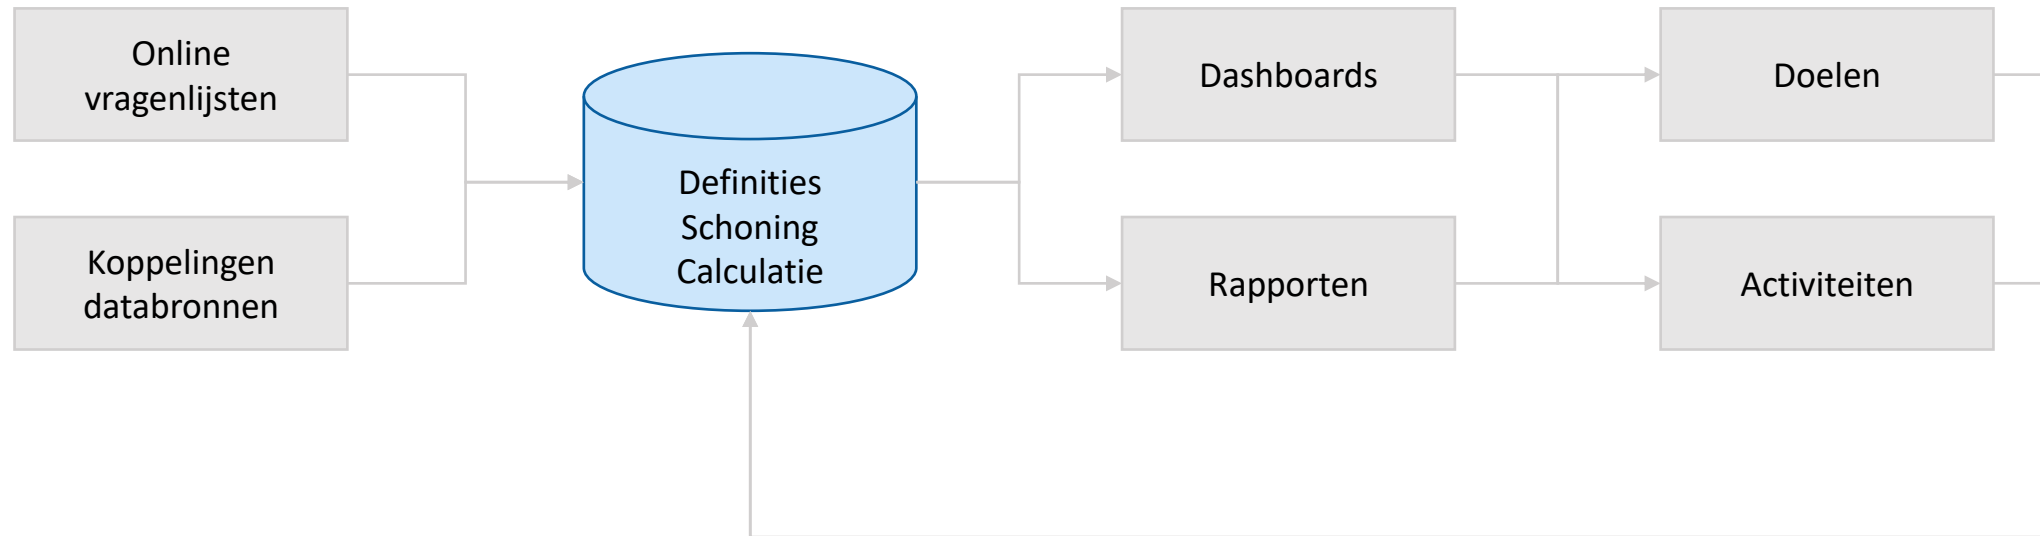 Online
vragenlijsten
Koppelingen
databronnen
Definities
Schoning
Calculatie
Dashboards
Rapporten
Doelen
Activiteiten